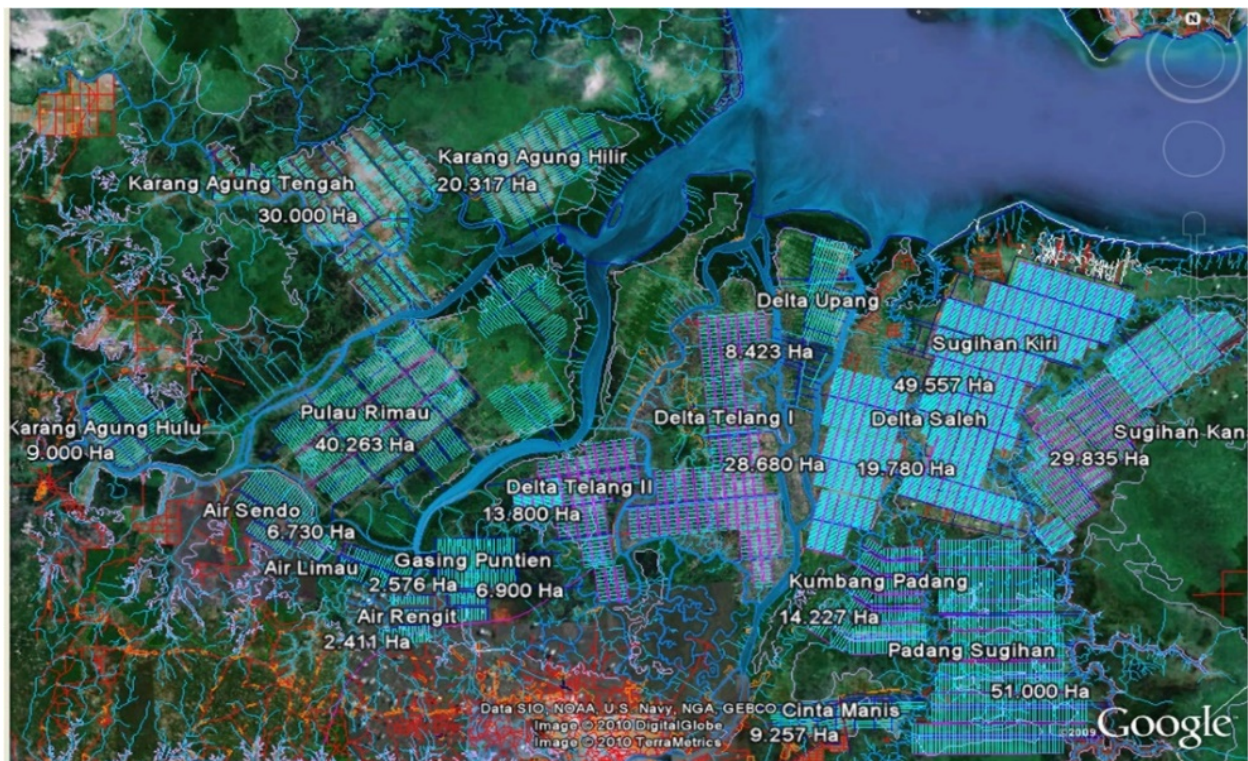 N
Karang Agung Hilir
20.317 Ha
Karang Agung Tengah
30.000 Ha
Delta Upang
8.423 Ha
Sugihan Kiri
49.557 Ha
Pulau Rimau
40.263 Ha
Delta Telang I
28.680 Ha
Delta Saleh
19.780 Ha
Karang Agung Hulu
9.000 Ha
Sugihan Kan
29.835 Ha
Delta Telang II
13.800 Ha
Air Sendo
6.730 Ha
Gasing Puntien
6.900 Ha
Air Limau
2.576 Ha
Kumbang Padang
14.227 Ha
Air Rengit
2.411 Ha
Padang Sugihan
51.000 Ha
Cinta Manis
9.257 Ha
Data SIO, NOAA, U.S. Navy, NGA, GEBCO
Image © 2010 DigitalGlobe
Image © 2010 TerraMetrics
©2009 Google